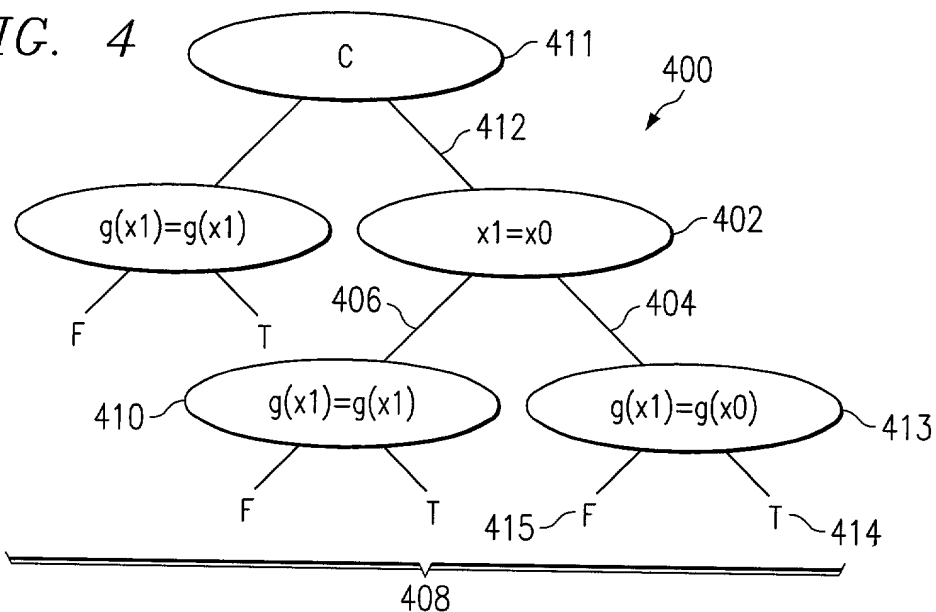 IG. 4
C
411
400
412
g(x1)=g(x1)
x1=x0
402
F
T
406
404
410
g(x1)=g(x1)
g(x1)=g(x0)
413
F
T
415
F
T
414
408